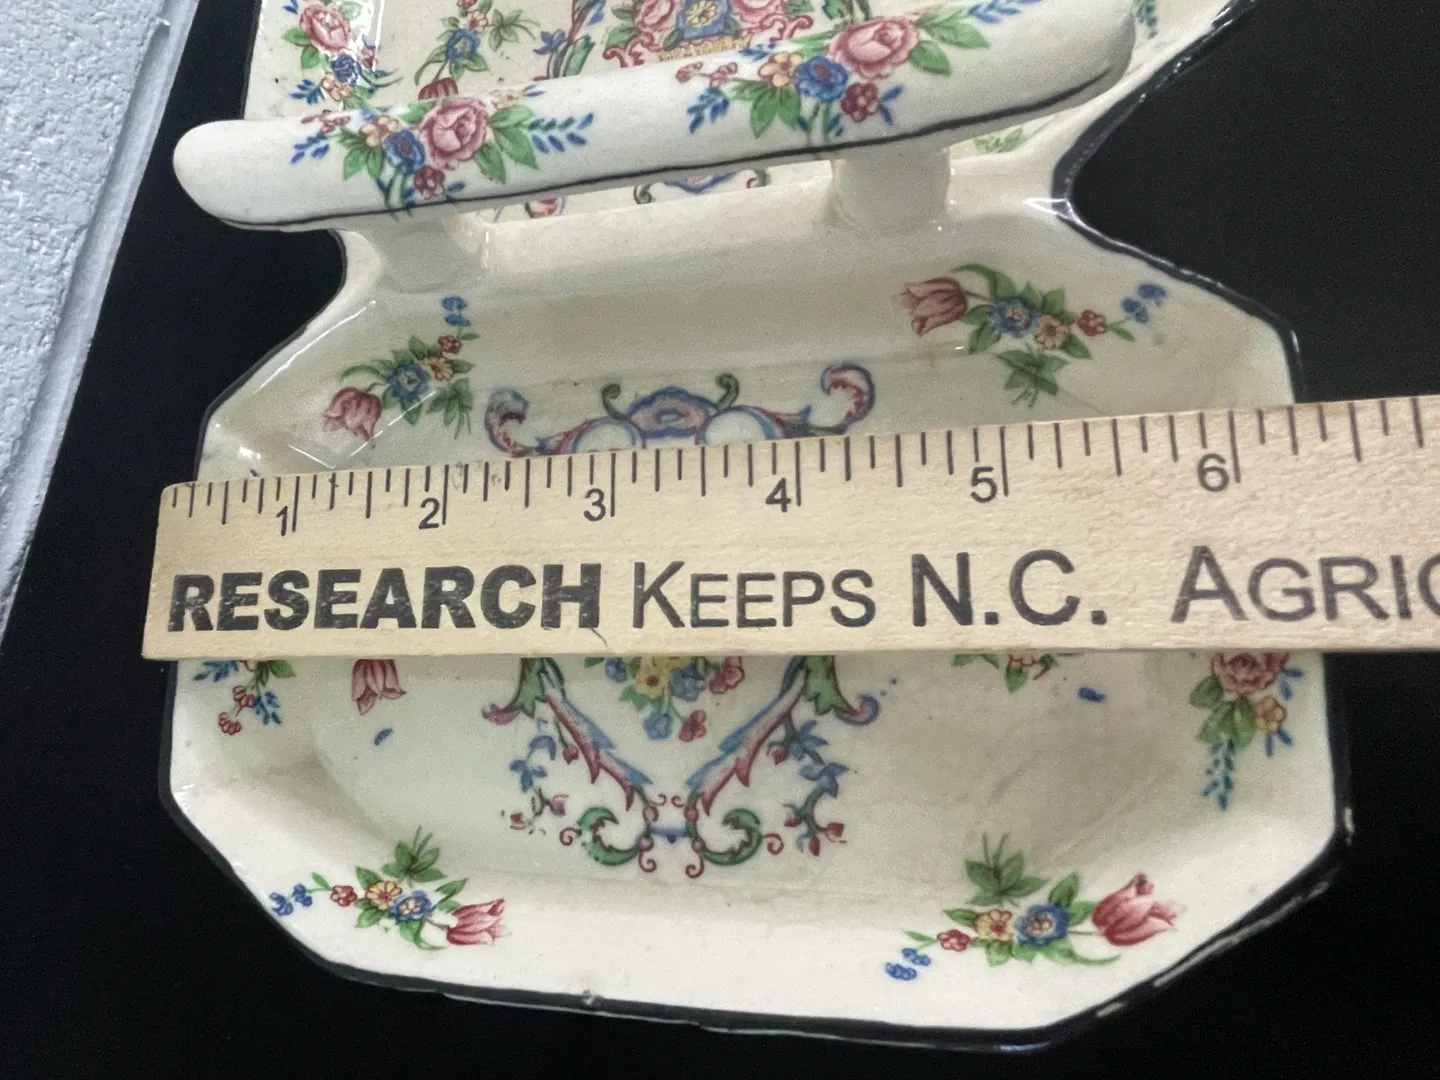 1 2 3 4 5 6
RESEARCH KEEPS N.C. AGRIC